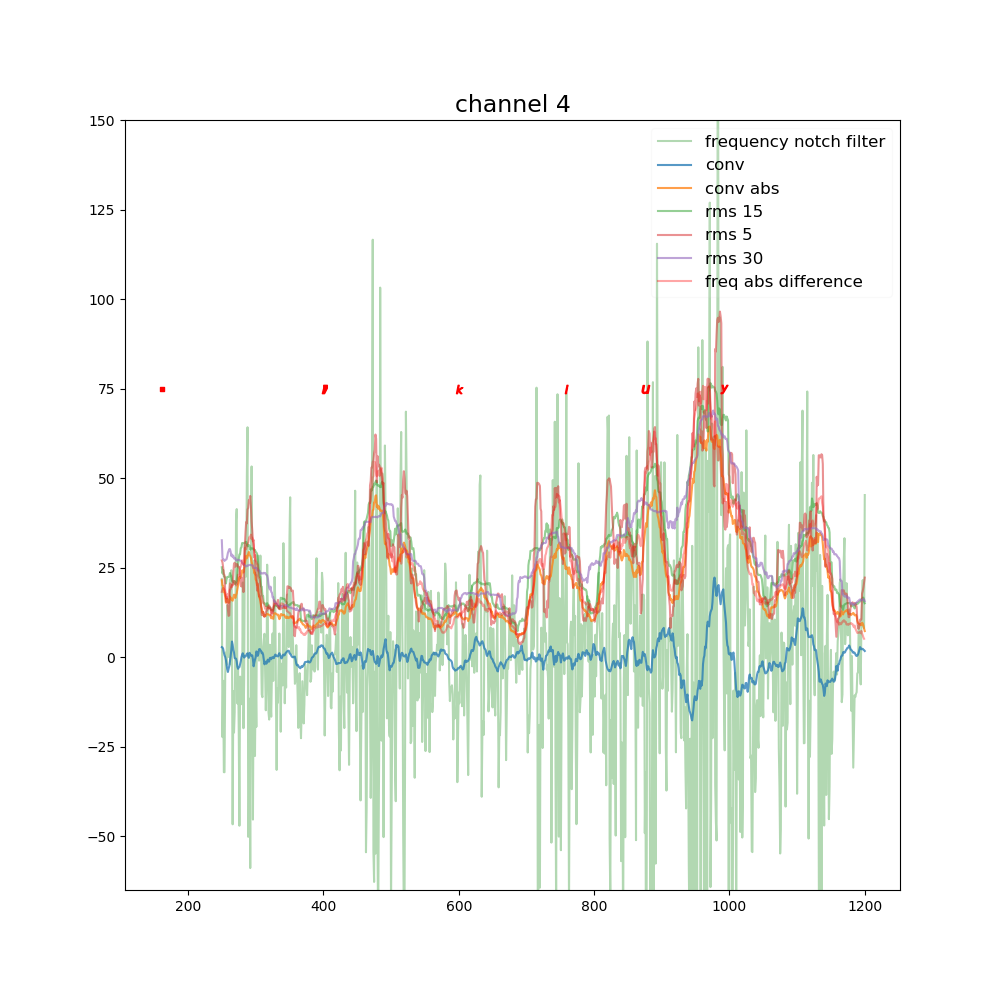 channel 4
150
125
100
75
50
25
0
−25
−50
frequency notch filter
conv
conv abs
rms 15
rms 5
rms 30
freq abs difference
. , k l u y
200 400 600 800 1000 1200